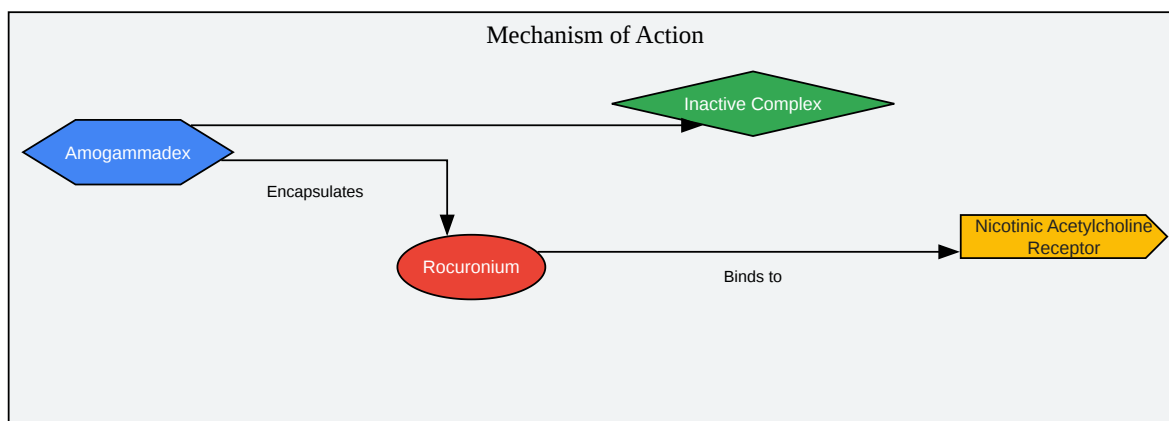 Mechanism of Action
Inactive Complex
Amogammadex
Encapsulates
Rocuronium
Nicotinic Acetylcholine
Receptor
Binds to